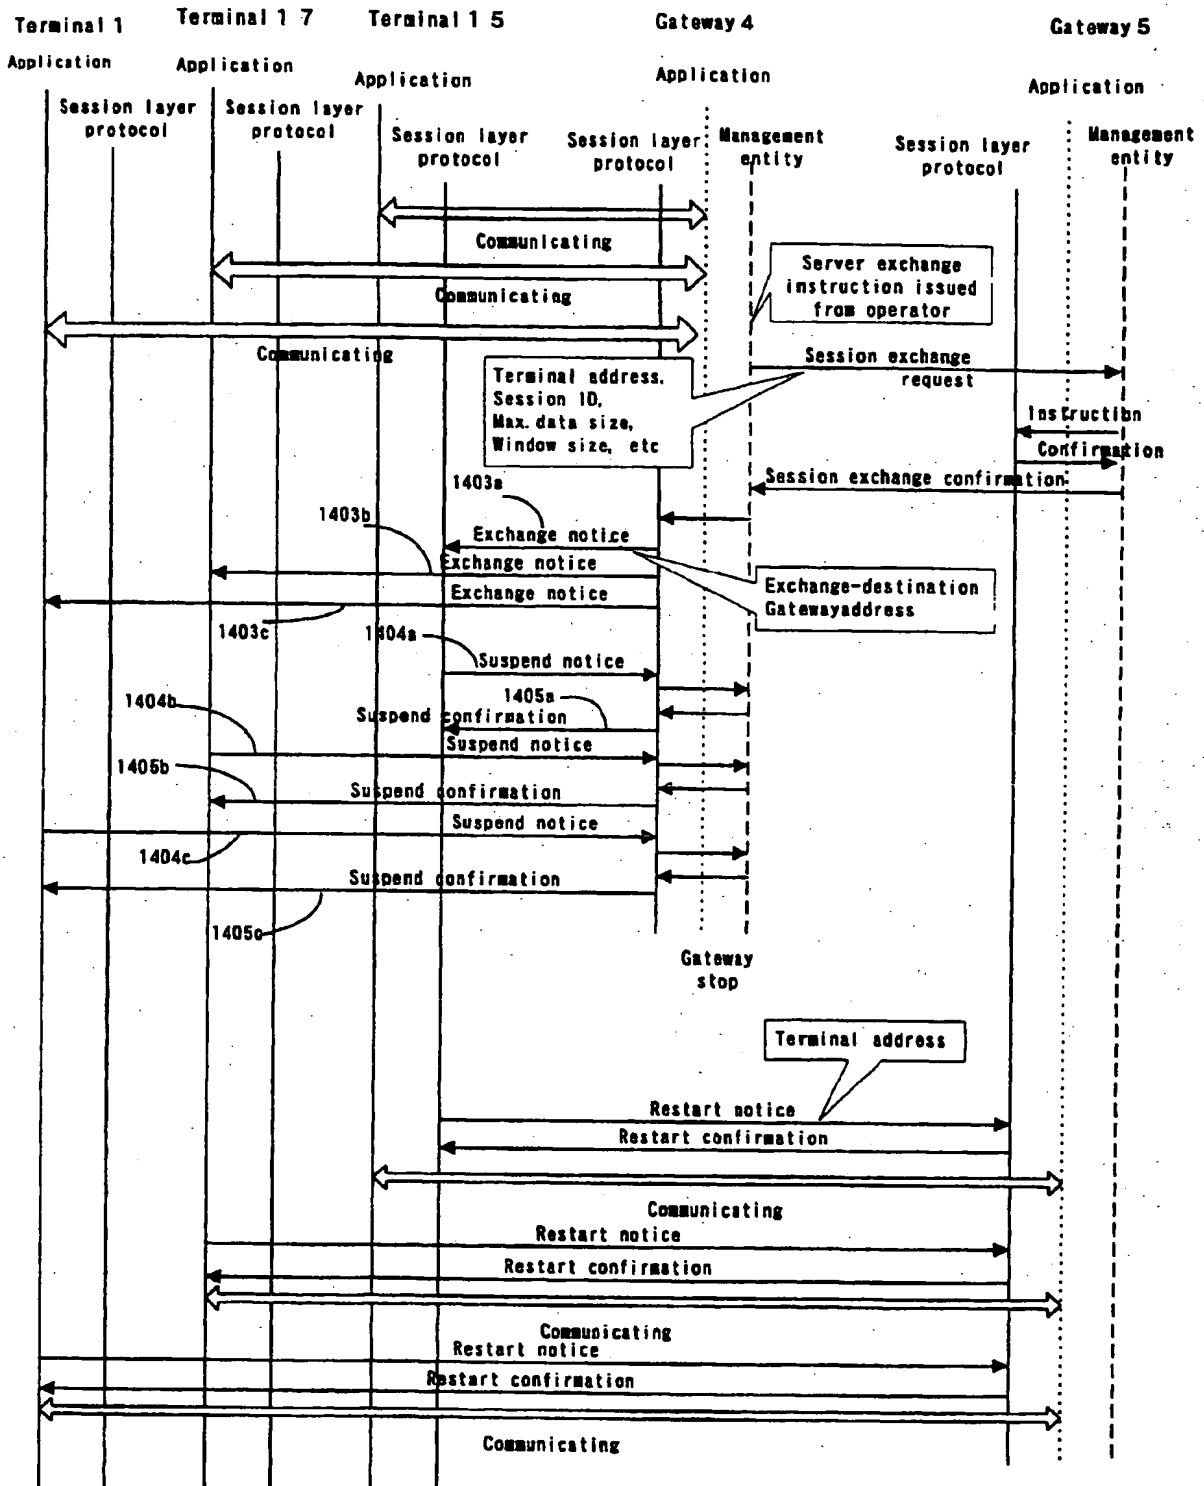 Terminal 1
Terminal 1 7
Terminal 1 5
Gateway 4
Gateway 5
Application
Application
Application
Application
Application
Session layer
protocol
Session layer
protocol
Session layer
protocol
Session layer
protocol
Management
entity
Session layer
protocol
Management
entity
Communicating
Communicating
Communicating
Server exchange
instruction issued
from operator
Session exchange
request
Terminal address.
Session ID,
Max. data size,
Window size, etc
Instruction
Confirmation
Session exchange confirmation
1403a
1403b
Exchange notice
Exchange notice
Exchange notice
1403c
Exchange-destination
Gatewayaddress
1404a
Suspend notice
1405a
1404b
Suspend confirmation
Suspend notice
1405b
Suspend confirmation
Suspend notice
1404c
Suspend confirmation
1405c
Gateway
stop
Terminal address
Restart notice
Restart confirmation
Communicating
Restart notice
Restart confirmation
Communicating
Restart notice
Restart confirmation
Communicating